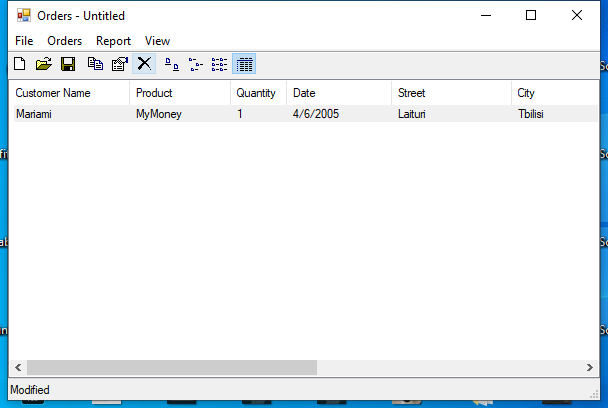 Orders - Untitled
File Orders Report View
Customer Name Product Quantity Date Street City
Mariami MyMoney 1 4/6/2005 Laituri Tbilisi
Modified